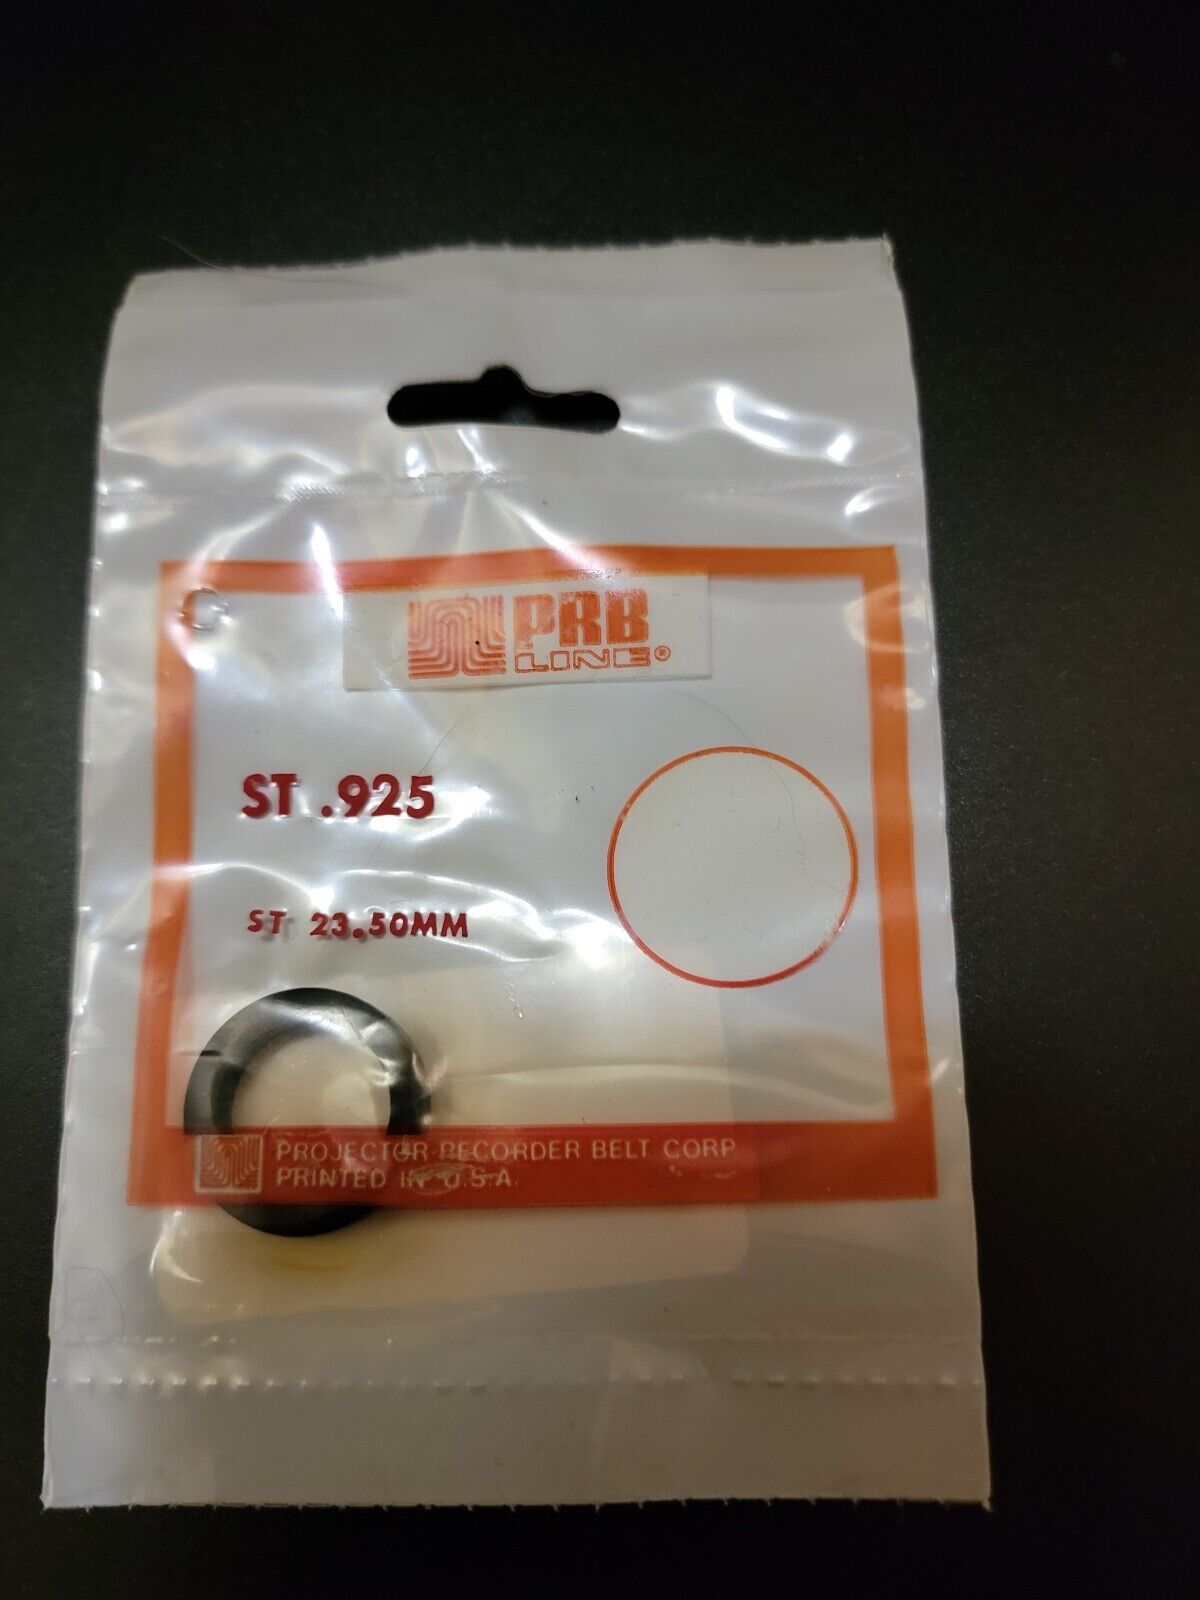 PRB
LINE®
ST .925
ST 23.50MM
PROJECTOR RECORDER BELT CORP
PRINTED IN U.S.A.